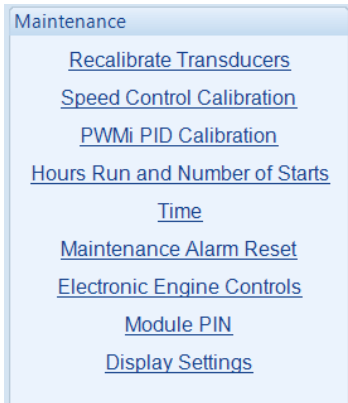 Maintenance
Recalibrate Transducers
Speed Control Calibration
PWMi PID Calibration
Hours Run and Number of Starts
Time
Maintenance Alarm Reset
Electronic Engine Controls
Module PIN
Display Settings